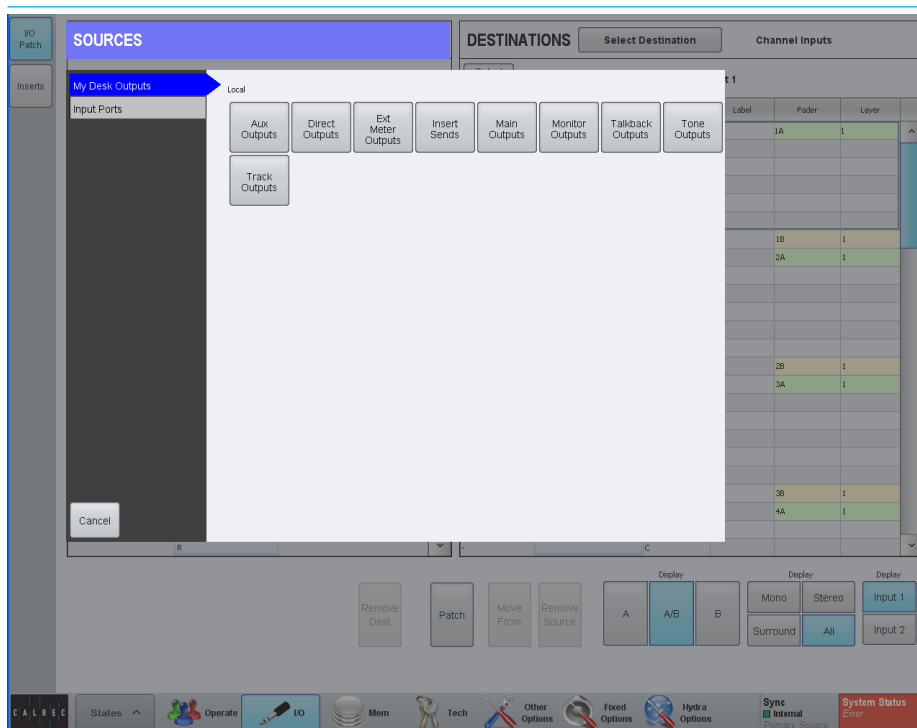 I/O
Patch
SOURCES
DESTINATIONS
Select Destination
Channel Inputs
Inserts
My Desk Outputs
Input Ports
Local
t 1
Label
Fader
Layer
Aux
Outputs
Direct
Outputs
Ext
Meter
Outputs
Insert
Sends
Main
Outputs
Monitor
Outputs
Talkback
Outputs
Tone
Outputs
Track
Outputs
1A 1
1B 1
2A 1
2B 1
3A 1
3B 1
4A 1
Cancel
R
-
C
Remove
Dest
Patch
Move
From
Remove
Source
Display
A
A/B
B
Display
Mono
Stereo
Surround
All
Display
Input 1
Input 2
CALREC
States
Operate
I/O
Mem
Tech
Other
Options
Fixed
Options
Hydra
Options
Sync
Internal
Primary Source
System Status
Error